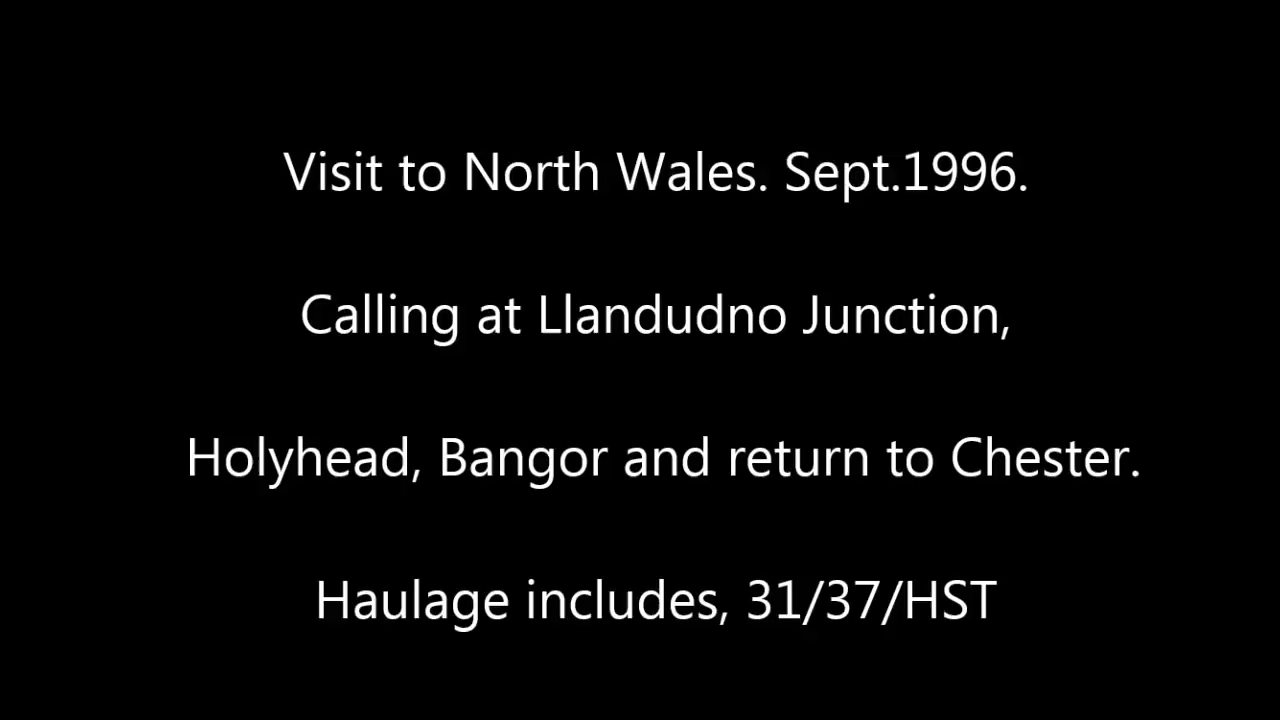 Visit to North Wales. Sept.1996.
Calling at Llandudno Junction,
Holyhead, Bangor and return to Chester.
Haulage includes, 31/37/HST